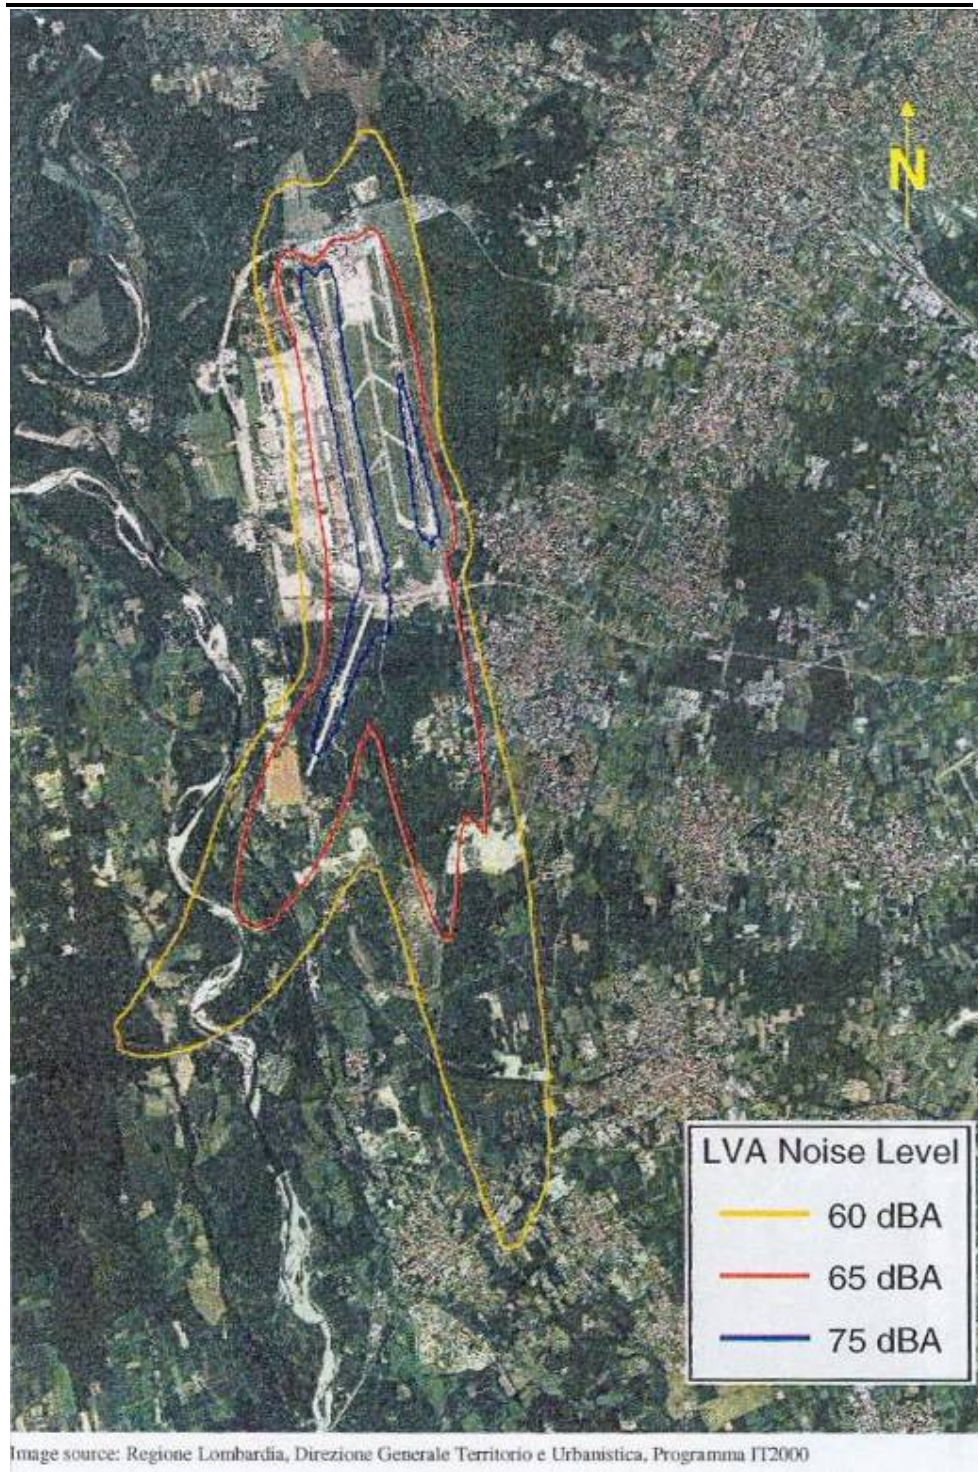 N
LVA Noise Level
60 dBA
65 dBA
75 dBA
Image source: Regione Lombardia, Direzione Generale Territorio e Urbanistica, Programma IT2000